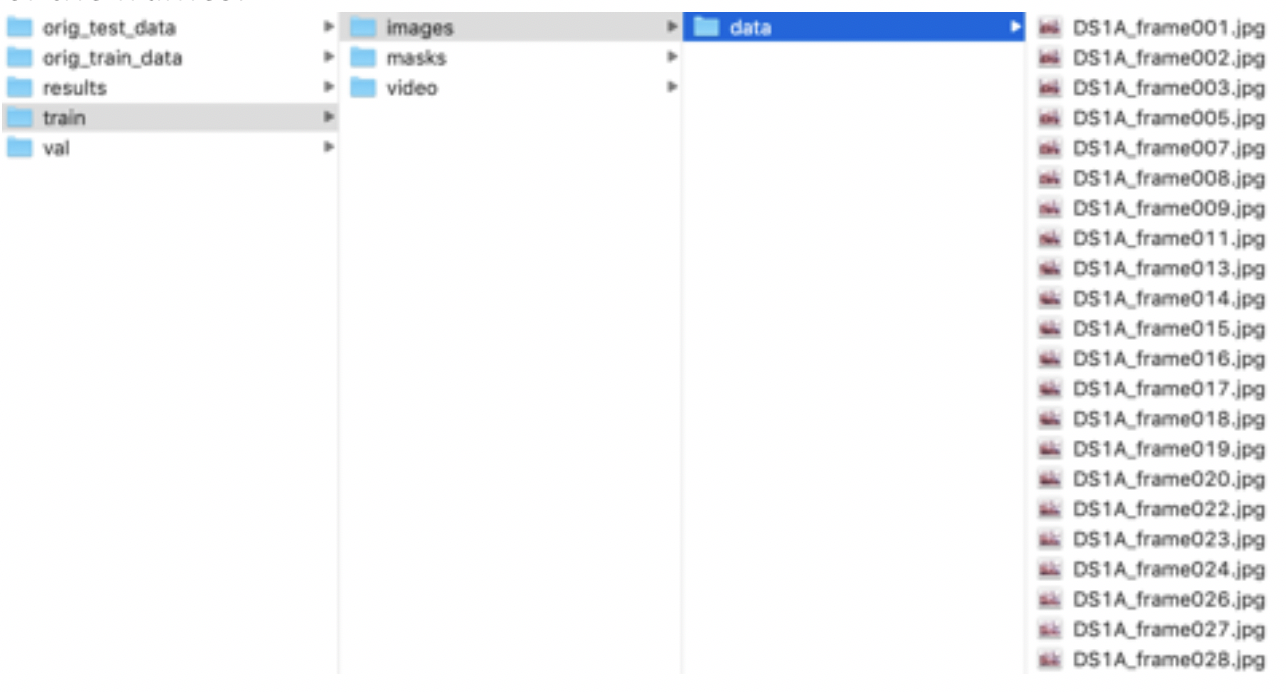 orig_test_data
orig_train_data
results
train
val
images
masks
video
data
DS1A_frame001.jpg
DS1A_frame002.jpg
DS1A_frame003.jpg
DS1A_frame005.jpg
DS1A_frame007.jpg
DS1A_frame008.jpg
DS1A_frame009.jpg
DS1A_frame011.jpg
DS1A_frame013.jpg
DS1A_frame014.jpg
DS1A_frame015.jpg
DS1A_frame016.jpg
DS1A_frame017.jpg
DS1A_frame018.jpg
DS1A_frame019.jpg
DS1A_frame020.jpg
DS1A_frame022.jpg
DS1A_frame023.jpg
DS1A_frame024.jpg
DS1A_frame026.jpg
DS1A_frame027.jpg
DS1A_frame028.jpg